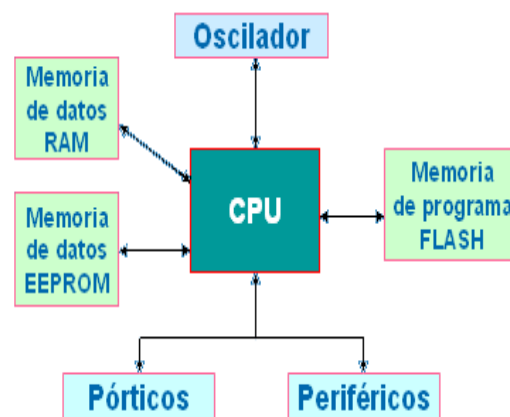 Oscilador
Memoria
de datos
RAM
CPU
Memoria
de programa
FLASH
Memoria
de datos
EEPROM
Pórticos
Periféricos